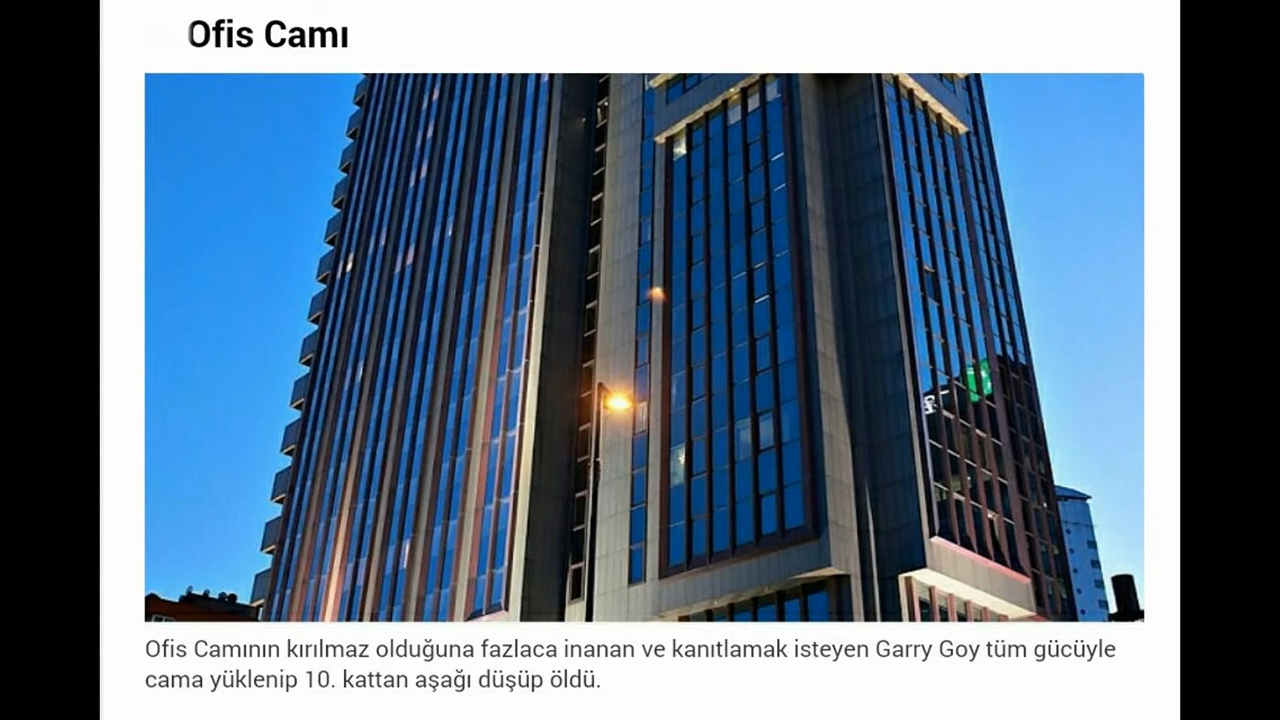 Ofis Camı
Ofis Camının kırılmaz olduğuna fazlaca inanan ve kanıtlamak isteyen Garry Goy tüm gücüyle
cama yüklenip 10. kattan aşağı düşüp öldü.